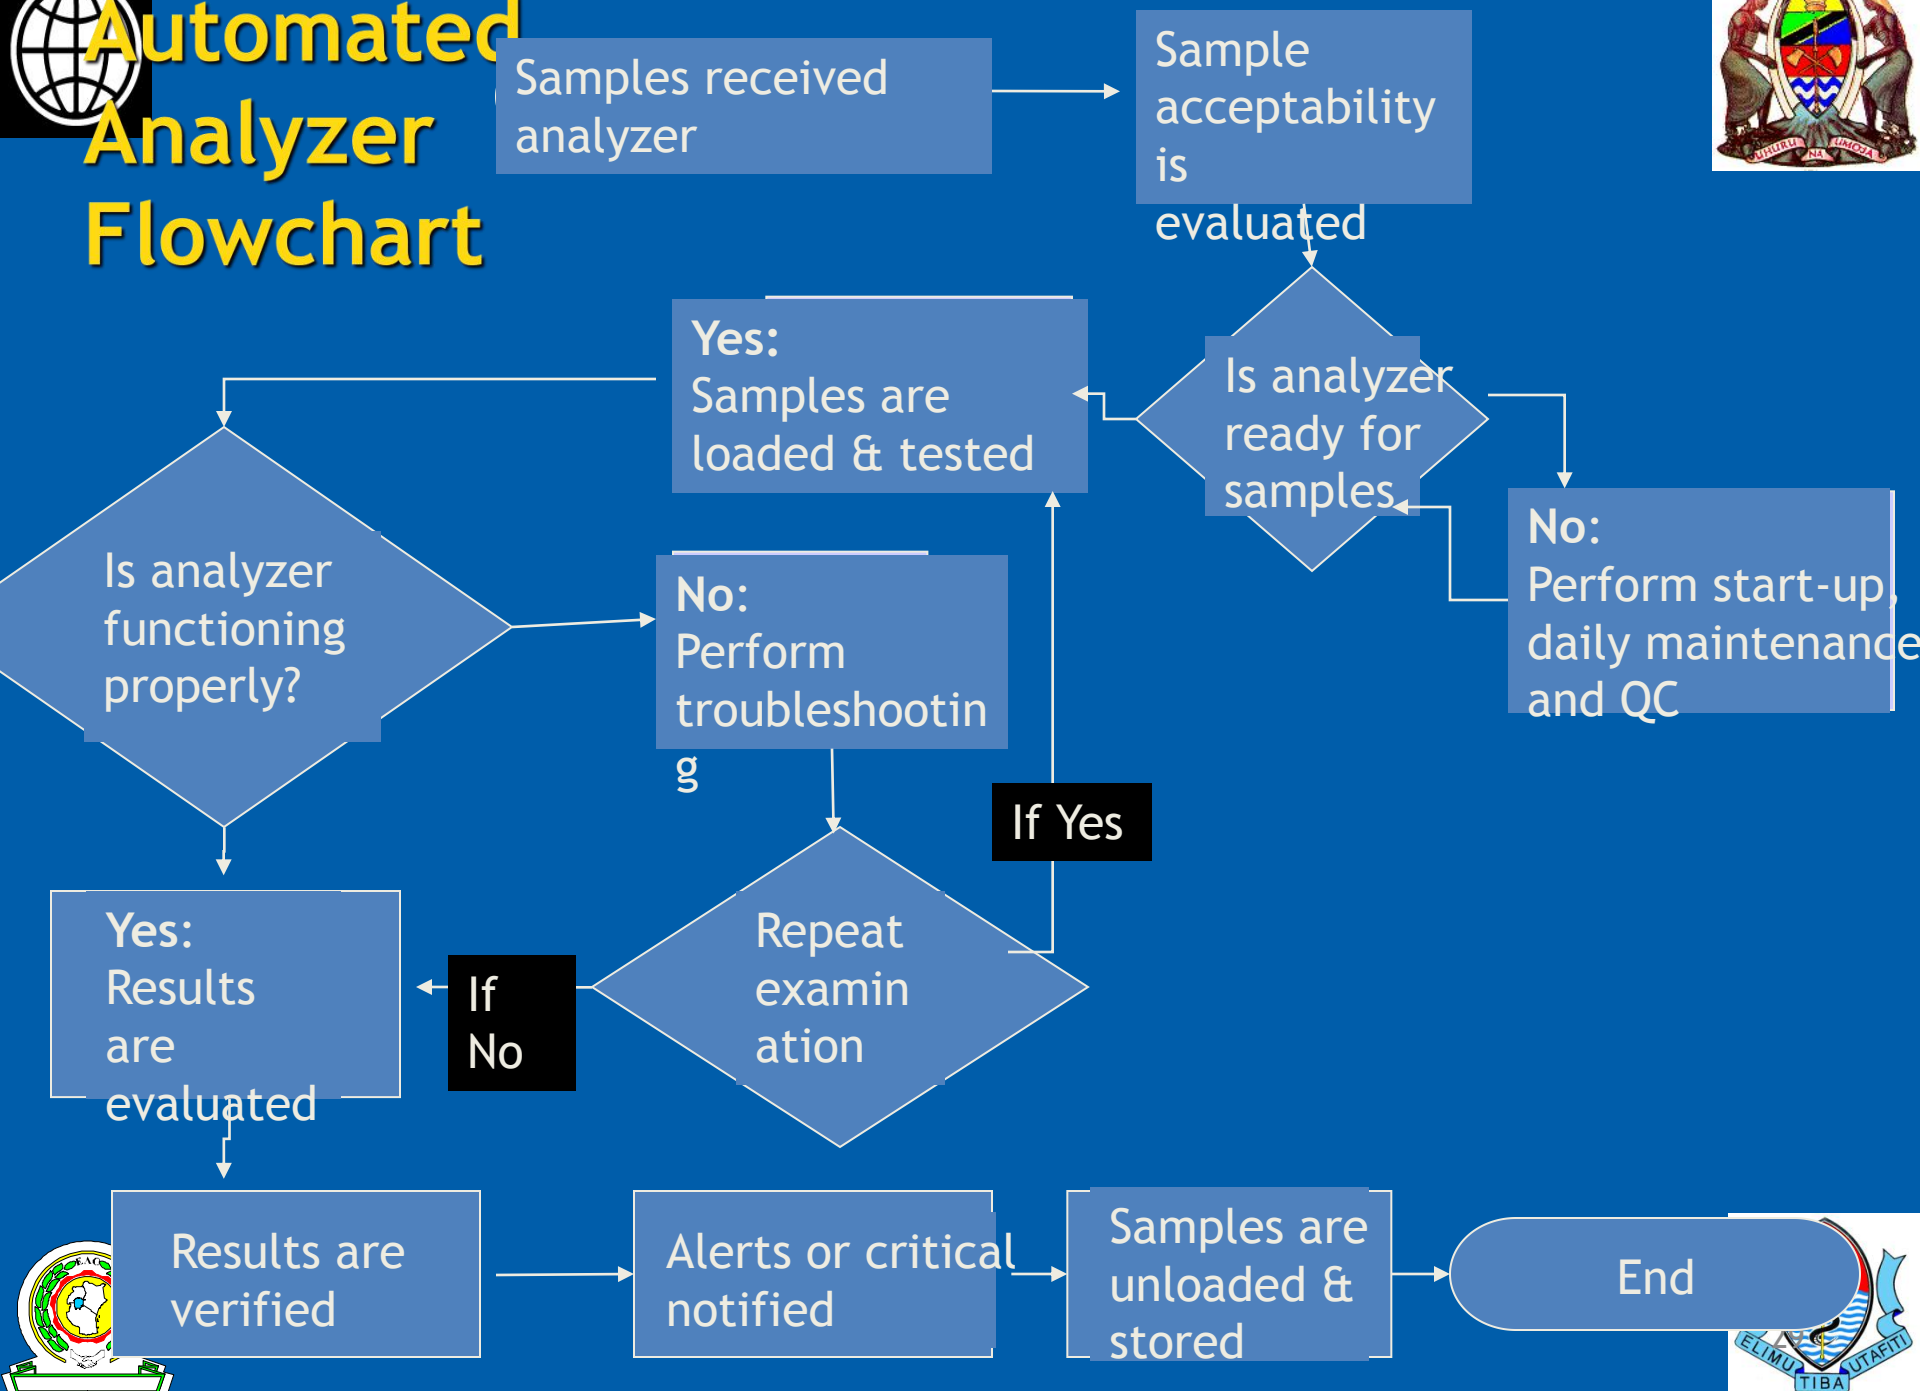 Automated
Analyzer
Flowchart
Samples received
analyzer
Sample
acceptability
is
evaluated
UHURU NA UMOJA
Yes:
Samples are
loaded & tested
Is analyzer
ready for
samples
No:
Perform start-up,
daily maintenance
and QC
Is analyzer
functioning
properly?
No:
Perform
troubleshootin
g
If Yes
Yes:
Results
are
evaluated
If
No
Repeat
examin
ation
Results are
verified
Alerts or critical
notified
Samples are
unloaded &
stored
End
EAC
ELIMU TIBA UTAFITI